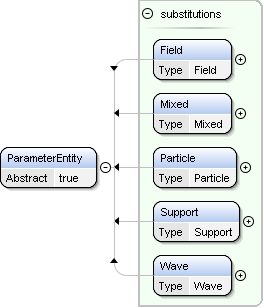 substitutions
Field
Type Field
Mixed
Type Mixed
ParameterEntity
Abstract true
Particle
Type Particle
Support
Type Support
Wave
Type Wave